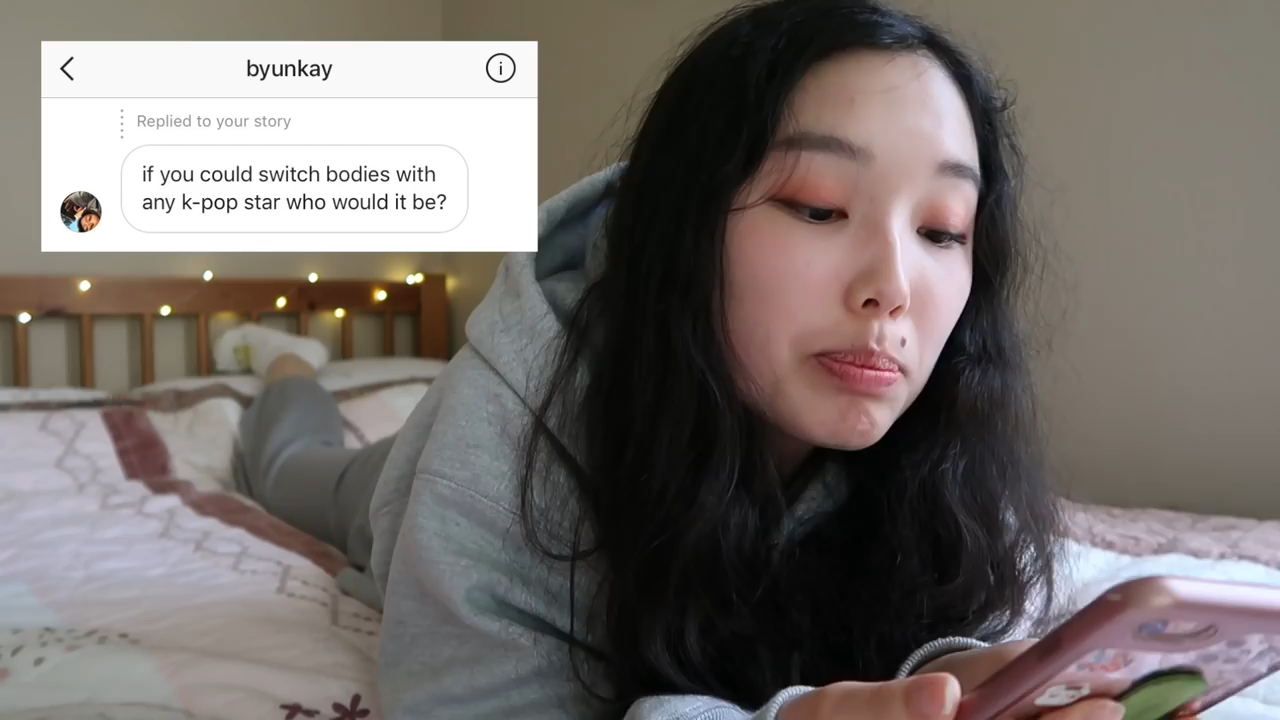 byunkay
Replied to your story
if you could switch bodies with
any k-pop star who would it be?